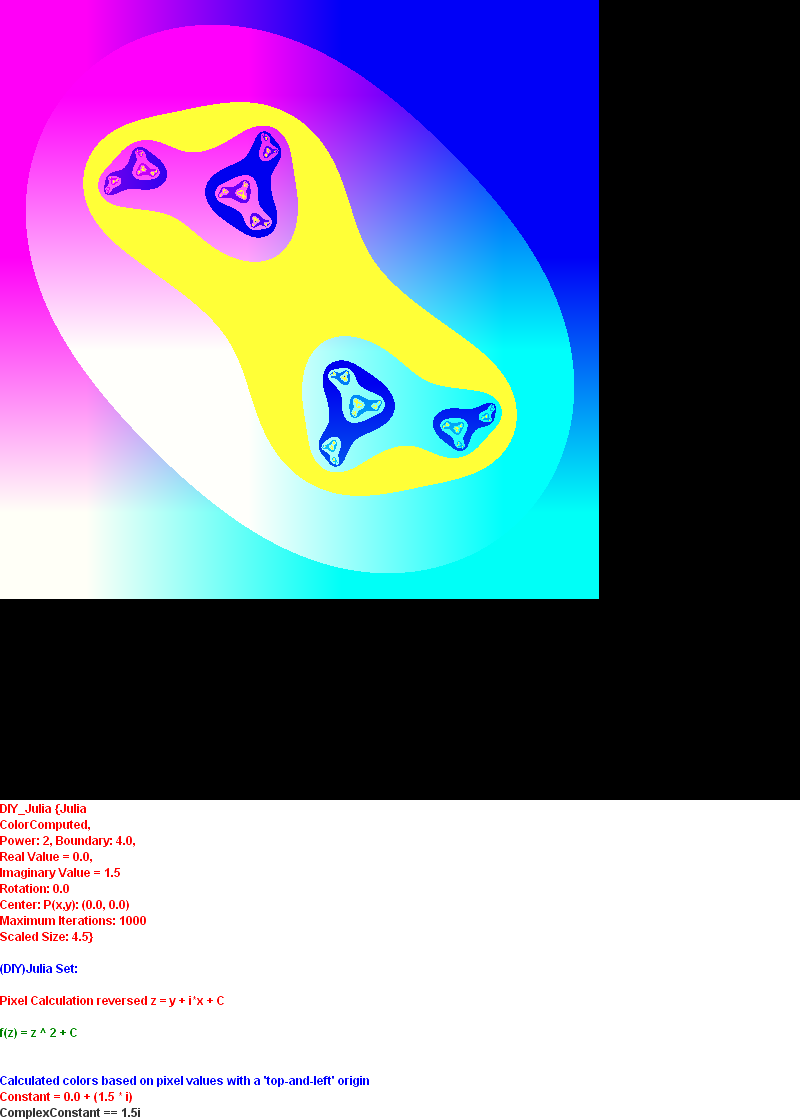 DIY_Julia {Julia
ColorComputed,
Power: 2, Boundary: 4.0,
Real Value = 0.0,
Imaginary Value = 1.5
Rotation: 0.0
Center: P(x,y): (0.0, 0.0)
Maximum Iterations: 1000
Scaled Size: 4.5}
(DIY)Julia Set:
Pixel Calculation reversed z = y + i*x + C
f(z) = z ^ 2 + C
Calculated colors based on pixel values with a 'top-and-left' origin
Constant = 0.0 + (1.5 * i)
ComplexConstant == 1.5i